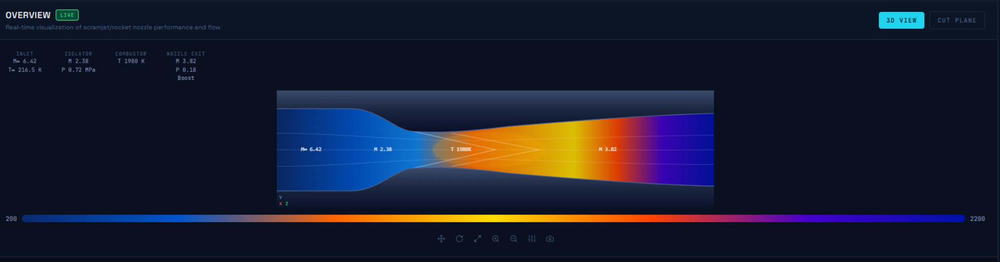 OVERVIEW LIVE
Real-time visualization of scramjet/rocket nozzle performance and flow
3D VIEW CUT PLANE
INLET ISOLATOR COMBUSTOR NOZZLE EXIT
M∞ 6.42 M 2.38 T 1980 K M 3.82
T∞ 216.5 K P 0.72 MPa P 0.18
Boost
M∞ 6.42 M 2.38 T 1980K M 3.82
Y
X Z
200 2200